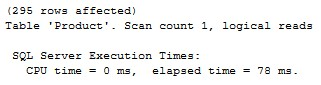 (295 rows affected)
Table 'Product'. Scan count 1, logical reads
SQL Server Execution Times:
CPU time = 0 ms,  elapsed time = 78 ms.